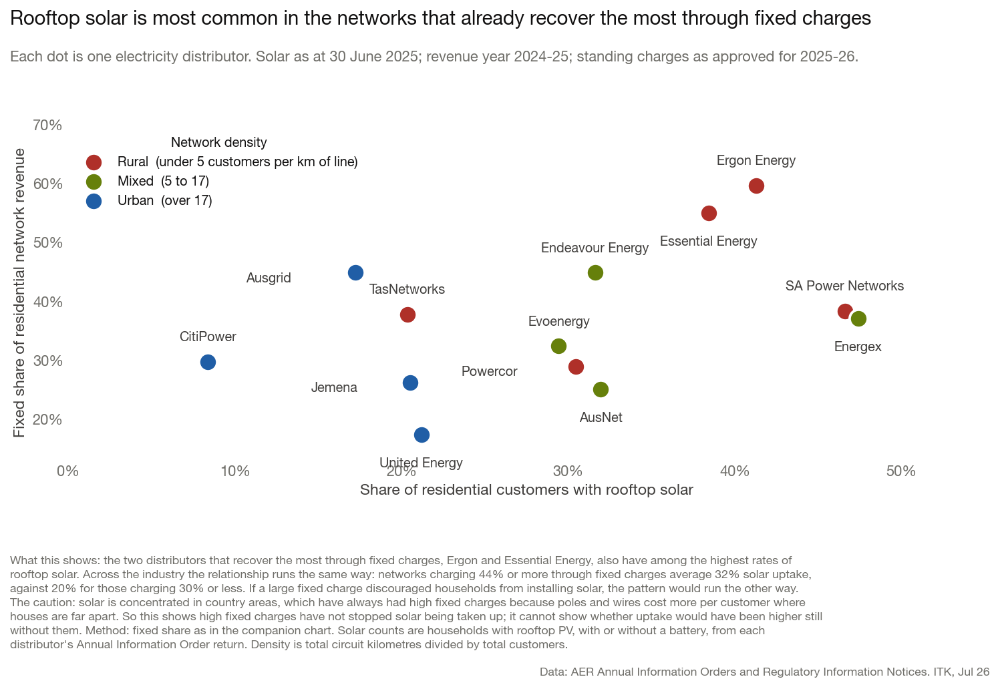 Rooftop solar is most common in the networks that already recover the most through fixed charges
Each dot is one electricity distributor. Solar as at 30 June 2025; revenue year 2024-25; standing charges as approved for 2025-26.
70%
60%
50%
40%
30%
20%
Fixed share of residential network revenue
Network density
Rural (under 5 customers per km of line)
Mixed (5 to 17)
Urban (over 17)
Ergon Energy
Essential Energy
Endeavour Energy
Ausgrid
TasNetworks
SA Power Networks
Evoenergy
CitiPower
Energex
Powercor
Jemena
AusNet
United Energy
0%
10%
20%
30%
40%
50%
Share of residential customers with rooftop solar
What this shows: the two distributors that recover the most through fixed charges, Ergon and Essential Energy, also have among the highest rates of
rooftop solar. Across the industry the relationship runs the same way: networks charging 44% or more through fixed charges average 32% solar uptake,
against 20% for those charging 30% or less. If a large fixed charge discouraged households from installing solar, the pattern would run the other way.
The caution: solar is concentrated in country areas, which have always had high fixed charges because poles and wires cost more per customer where
houses are far apart. So this shows high fixed charges have not stopped solar being taken up; it cannot show whether uptake would have been higher still
without them. Method: fixed share as in the companion chart. Solar counts are households with rooftop PV, with or without a battery, from each
distributor's Annual Information Order return. Density is total circuit kilometres divided by total customers.
Data: AER Annual Information Orders and Regulatory Information Notices. ITK, Jul 26